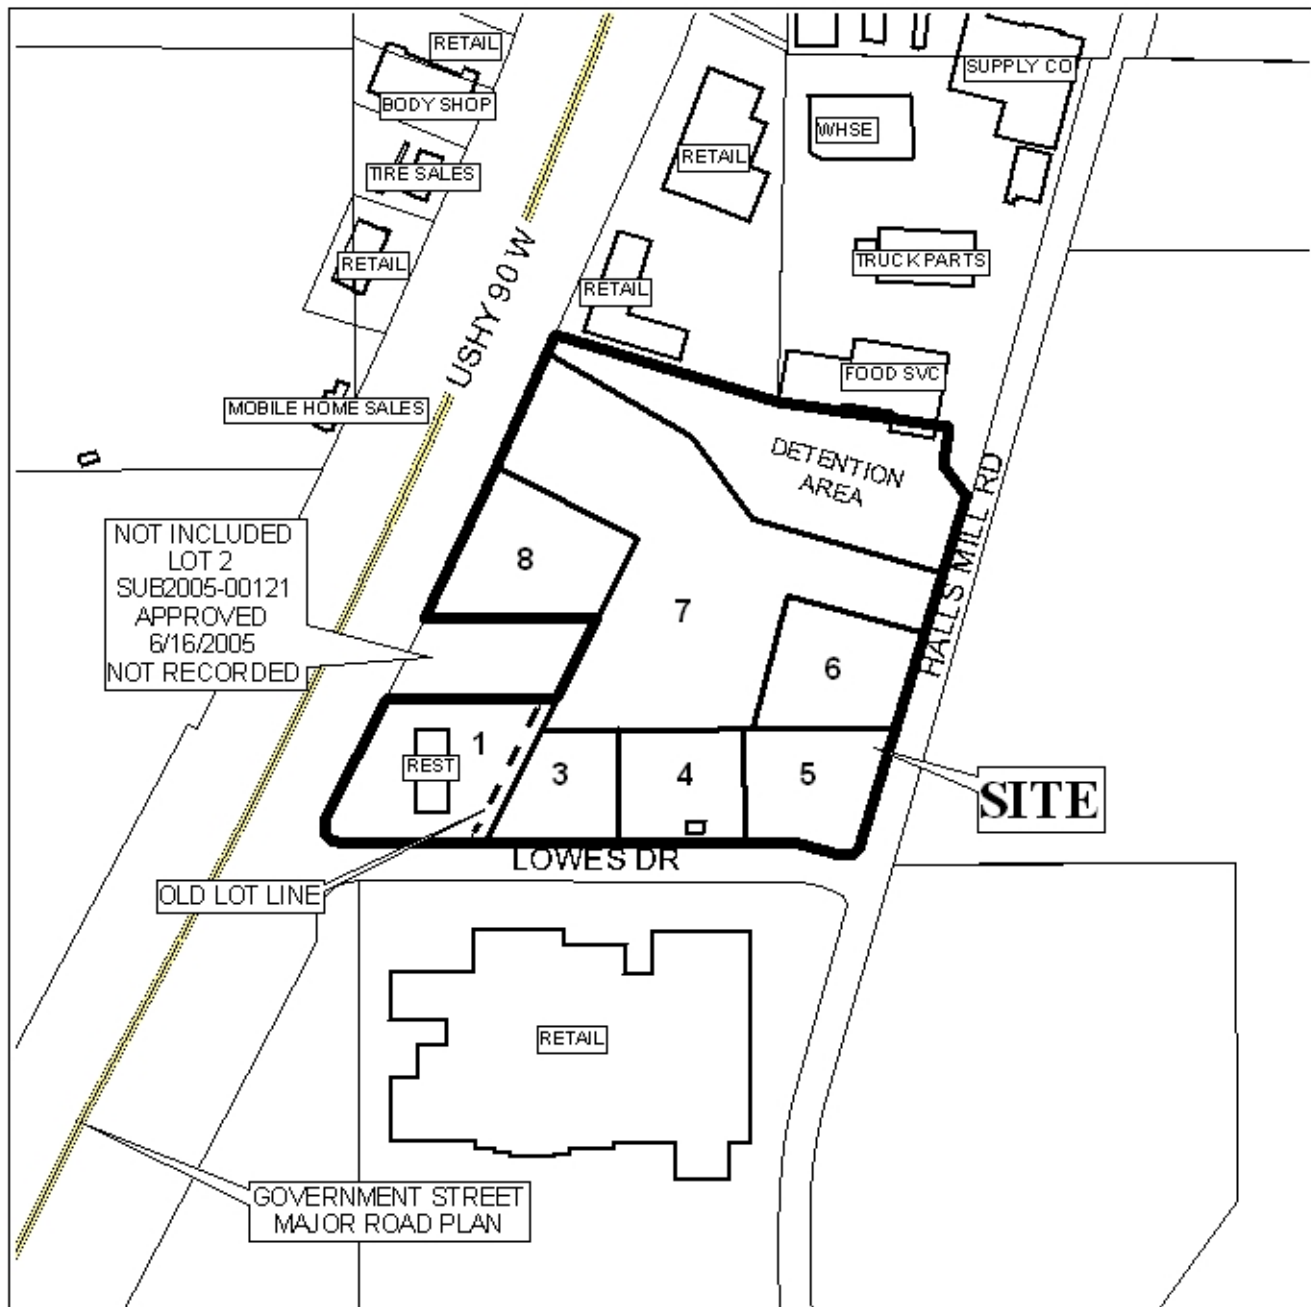 RETAIL
SUPPLY CO
BODY SHOP
WHSE
RETAIL
TIRE SALES
USHY 90 W
RETAIL
TRUCK PARTS
RETAIL
FOOD SVC
MOBILE HOME SALES
DETENTION
AREA
HALLS MILL RD
NOT INCLUDED
LOT 2
SUB2005-00121
APPROVED
6/16/2005
NOT RECORDED
8
7
6
1
REST
3
4
5
SITE
LOWES DR
OLD LOT LINE
RETAIL
GOVERNMENT STREET
MAJOR ROAD PLAN